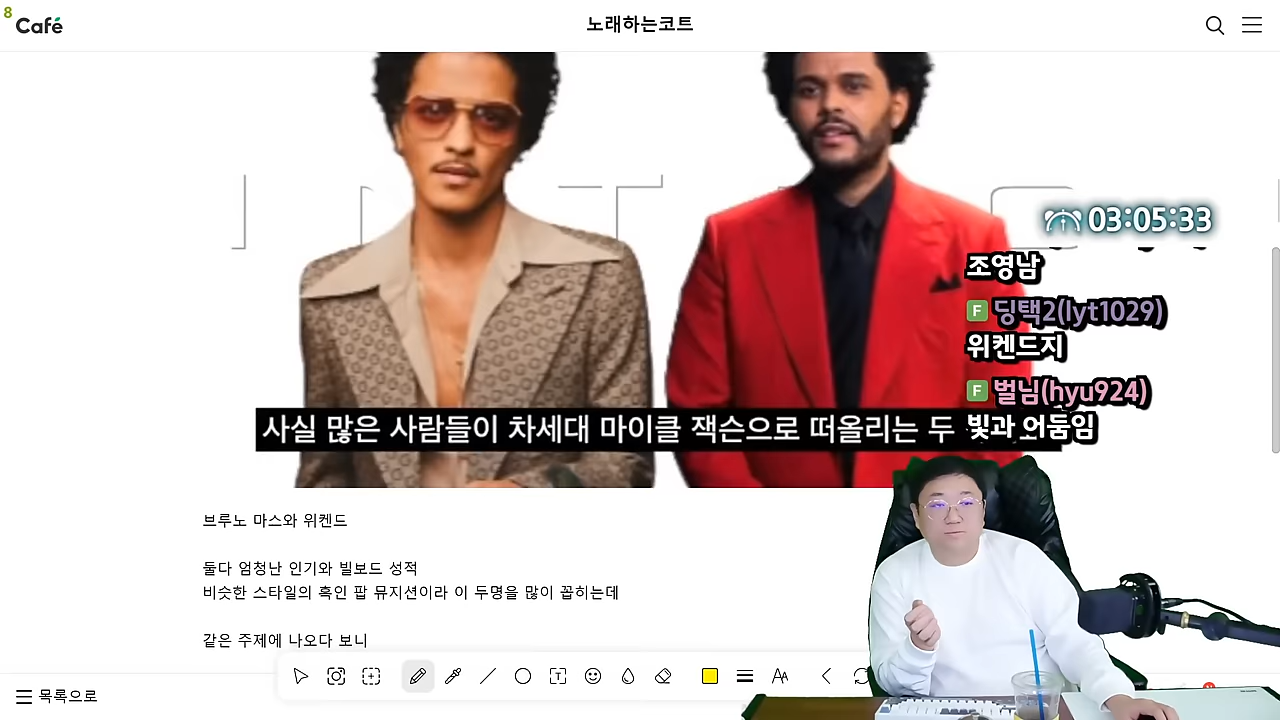 8
Café
노래하는코트
03:05:33
조영남
F 딩택2(lyt1029)
위켄드지
F 벌님(hyu924)
빛과 어둠임
사실 많은 사람들이 차세대 마이클 잭슨으로 떠올리는 두
브루노 마스와 위켄드
둘다 엄청난 인기와 빌보드 성적
비슷한 스타일의 흑인 팝 뮤지션이라 이 두명을 많이 꼽히는데
같은 주제에 나오다 보니
목록으로